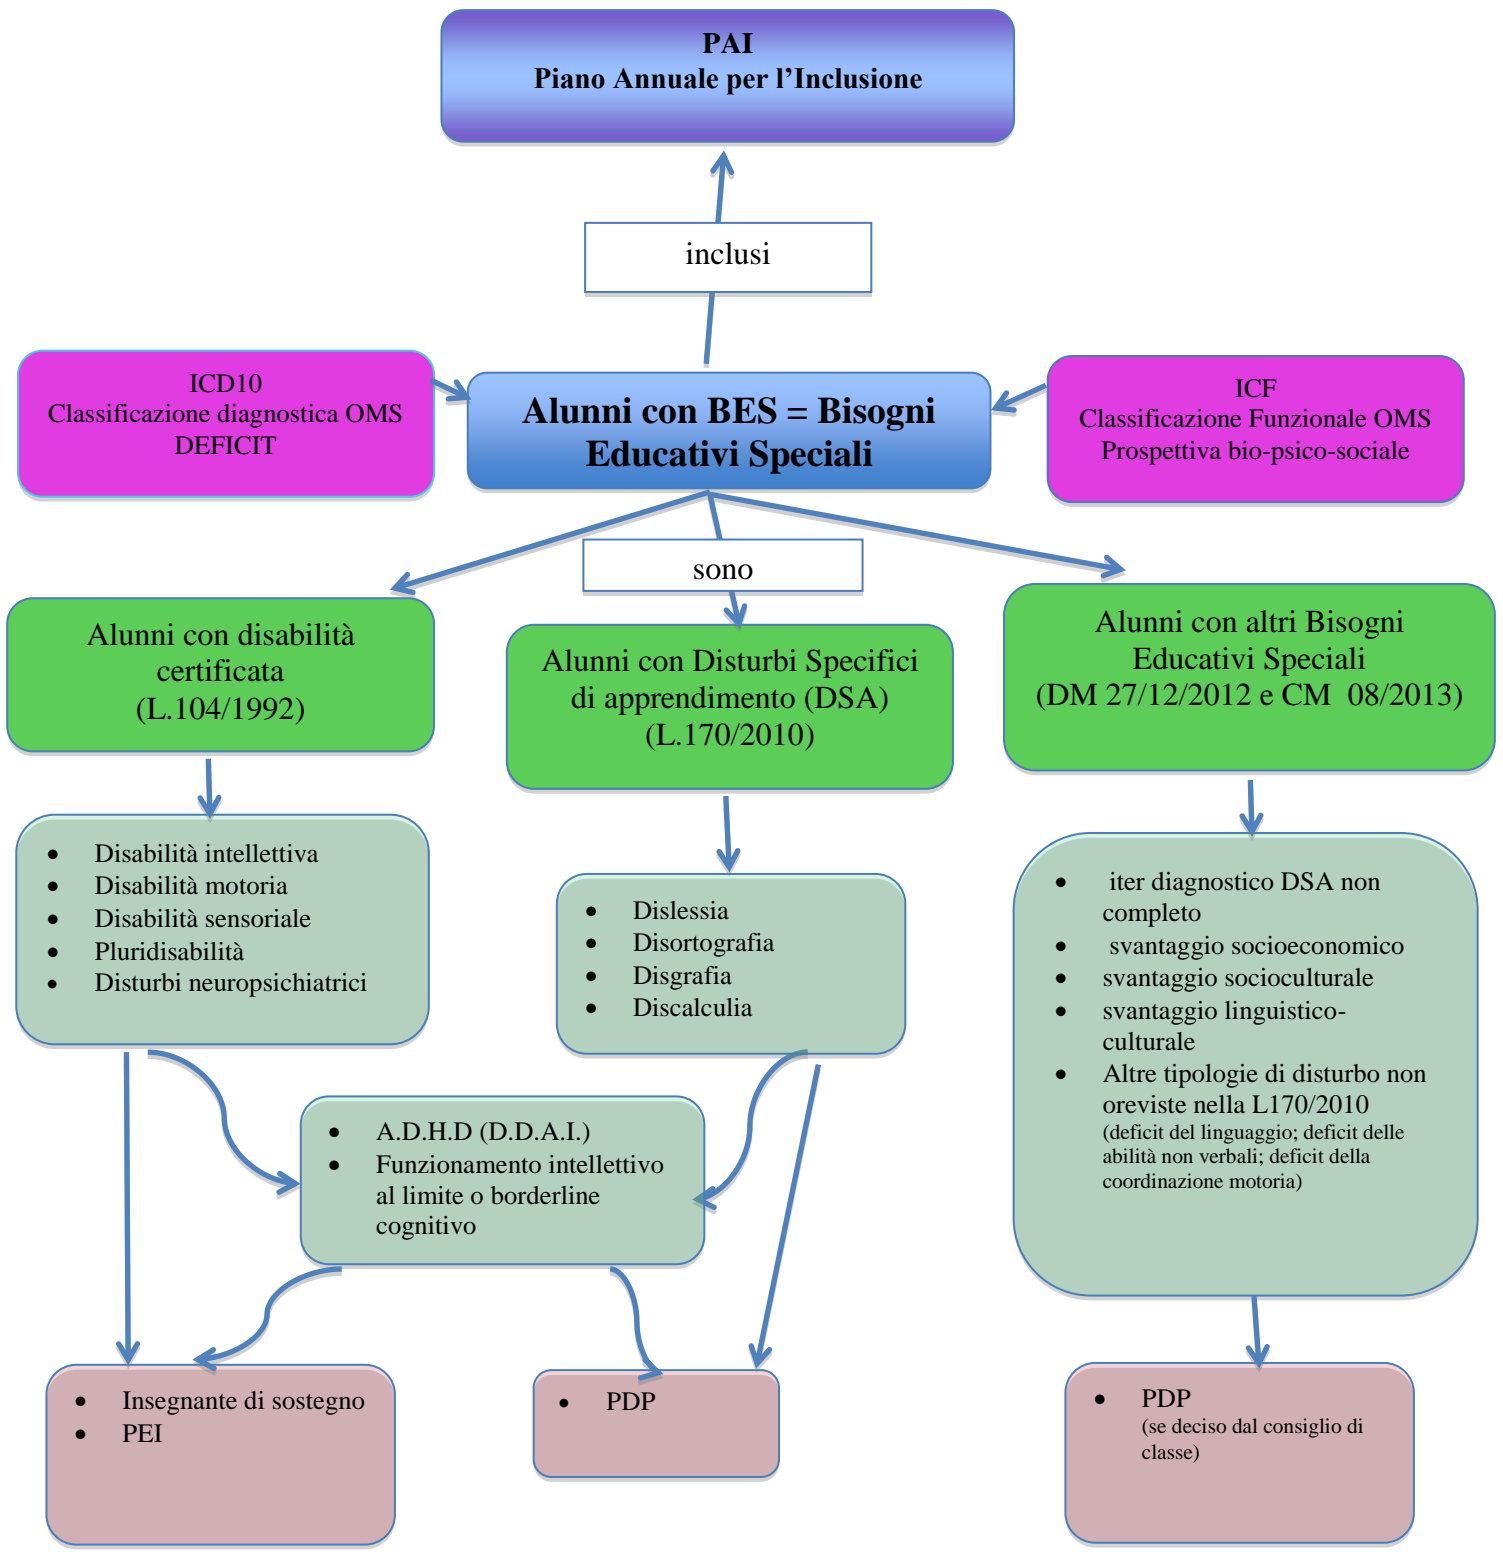 PAI
Piano Annuale per l’Inclusione
inclusi
ICD10
Classificazione diagnostica OMS
DEFICIT
Alunni con BES = Bisogni
Educativi Speciali
ICF
Classificazione Funzionale OMS
Prospettiva bio-psico-sociale
sono
Alunni con disabilità
certificata
(L.104/1992)
Alunni con Disturbi Specifici
di apprendimento (DSA)
(L.170/2010)
Alunni con altri Bisogni
Educativi Speciali
(DM 27/12/2012 e CM 08/2013)
• Disabilità intellettiva
• Disabilità motoria
• Disabilità sensoriale
• Pluridisabilità
• Disturbi neuropsichiatrici
• Dislessia
• Disortografia
• Disgrafia
• Discalculia
• iter diagnostico DSA non
completo
• svantaggio socioeconomico
• svantaggio socioculturale
• svantaggio linguistico-
culturale
• Altre tipologie di disturbo non
oreviste nella L170/2010
(deficit del linguaggio; deficit delle
abilità non verbali; deficit della
coordinazione motoria)
• A.D.H.D (D.D.A.I.)
• Funzionamento intellettivo
al limite o borderline
cognitivo
• Insegnante di sostegno
• PEI
• PDP
• PDP
(se deciso dal consiglio di
classe)